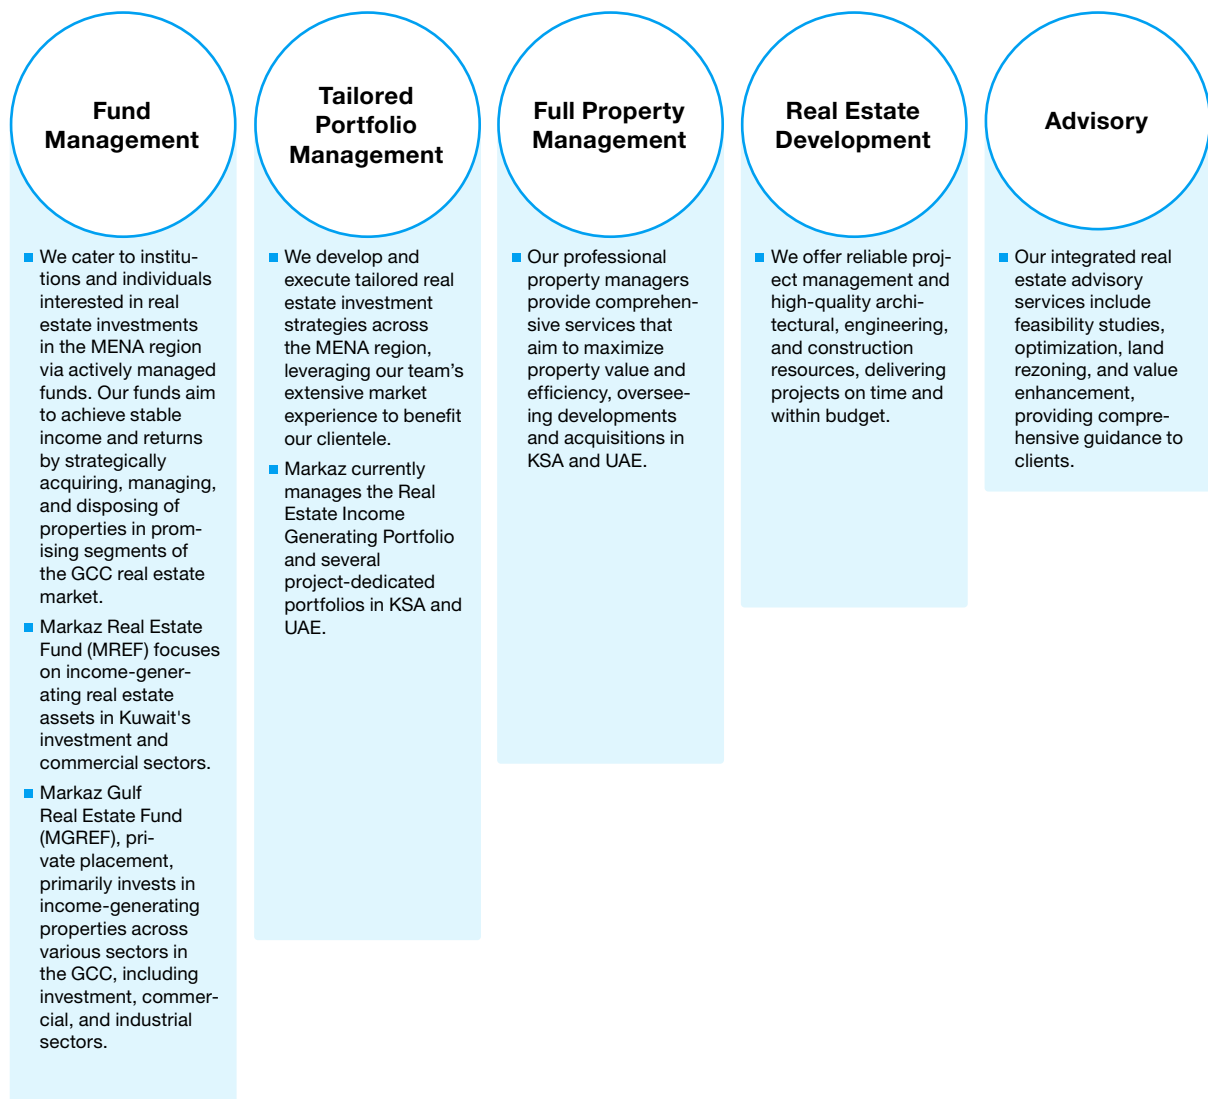 Fund
Management
We cater to institu-
tions and individuals
interested in real
estate investments
in the MENA region
via actively managed
funds. Our funds aim
to achieve stable
income and returns
by strategically
acquiring, managing,
and disposing of
properties in prom-
ising segments of
the GCC real estate
market.
Markaz Real Estate
Fund (MREF) focuses
on income-gener-
ating real estate
assets in Kuwait's
investment and
commercial sectors.
Markaz Gulf
Real Estate Fund
(MGREF), pri-
vate placement,
primarily invests in
income-generating
properties across
various sectors in
the GCC, including
investment, commer-
cial, and industrial
sectors.
Tailored
Portfolio
Management
We develop and
execute tailored real
estate investment
strategies across
the MENA region,
leveraging our team’s
extensive market
experience to benefit
our clientele.
Markaz currently
manages the Real
Estate Income
Generating Portfolio
and several
project-dedicated
portfolios in KSA and
UAE.
Full Property
Management
Our professional
property managers
provide comprehen-
sive services that
aim to maximize
property value and
efficiency, oversee-
ing developments
and acquisitions in
KSA and UAE.
Real Estate
Development
We offer reliable proj-
ect management and
high-quality archi-
tectural, engineering,
and construction
resources, delivering
projects on time and
within budget.
Advisory
Our integrated real
estate advisory
services include
feasibility studies,
optimization, land
rezoning, and value
enhancement,
providing compre-
hensive guidance to
clients.